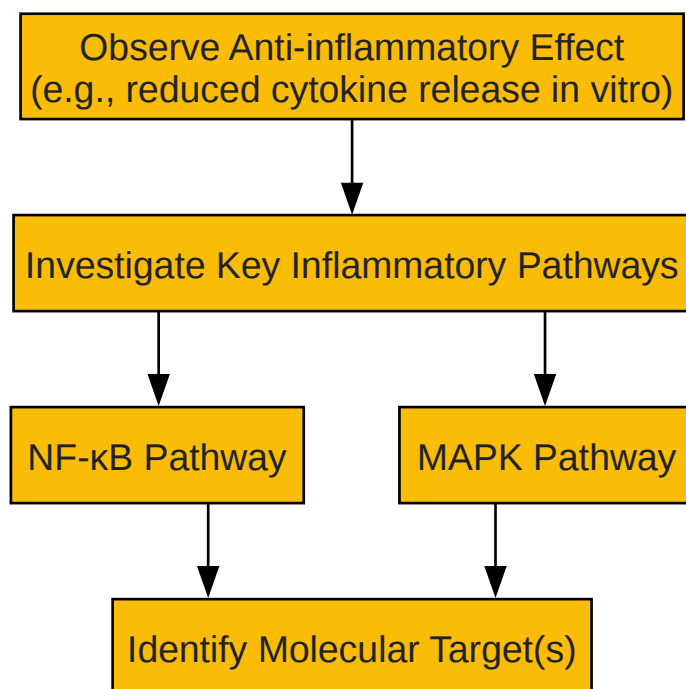 Observe Anti-inflammatory Effect
(e.g., reduced cytokine release in vitro)
Investigate Key Inflammatory Pathways
NF-κB Pathway
MAPK Pathway
Identify Molecular Target(s)